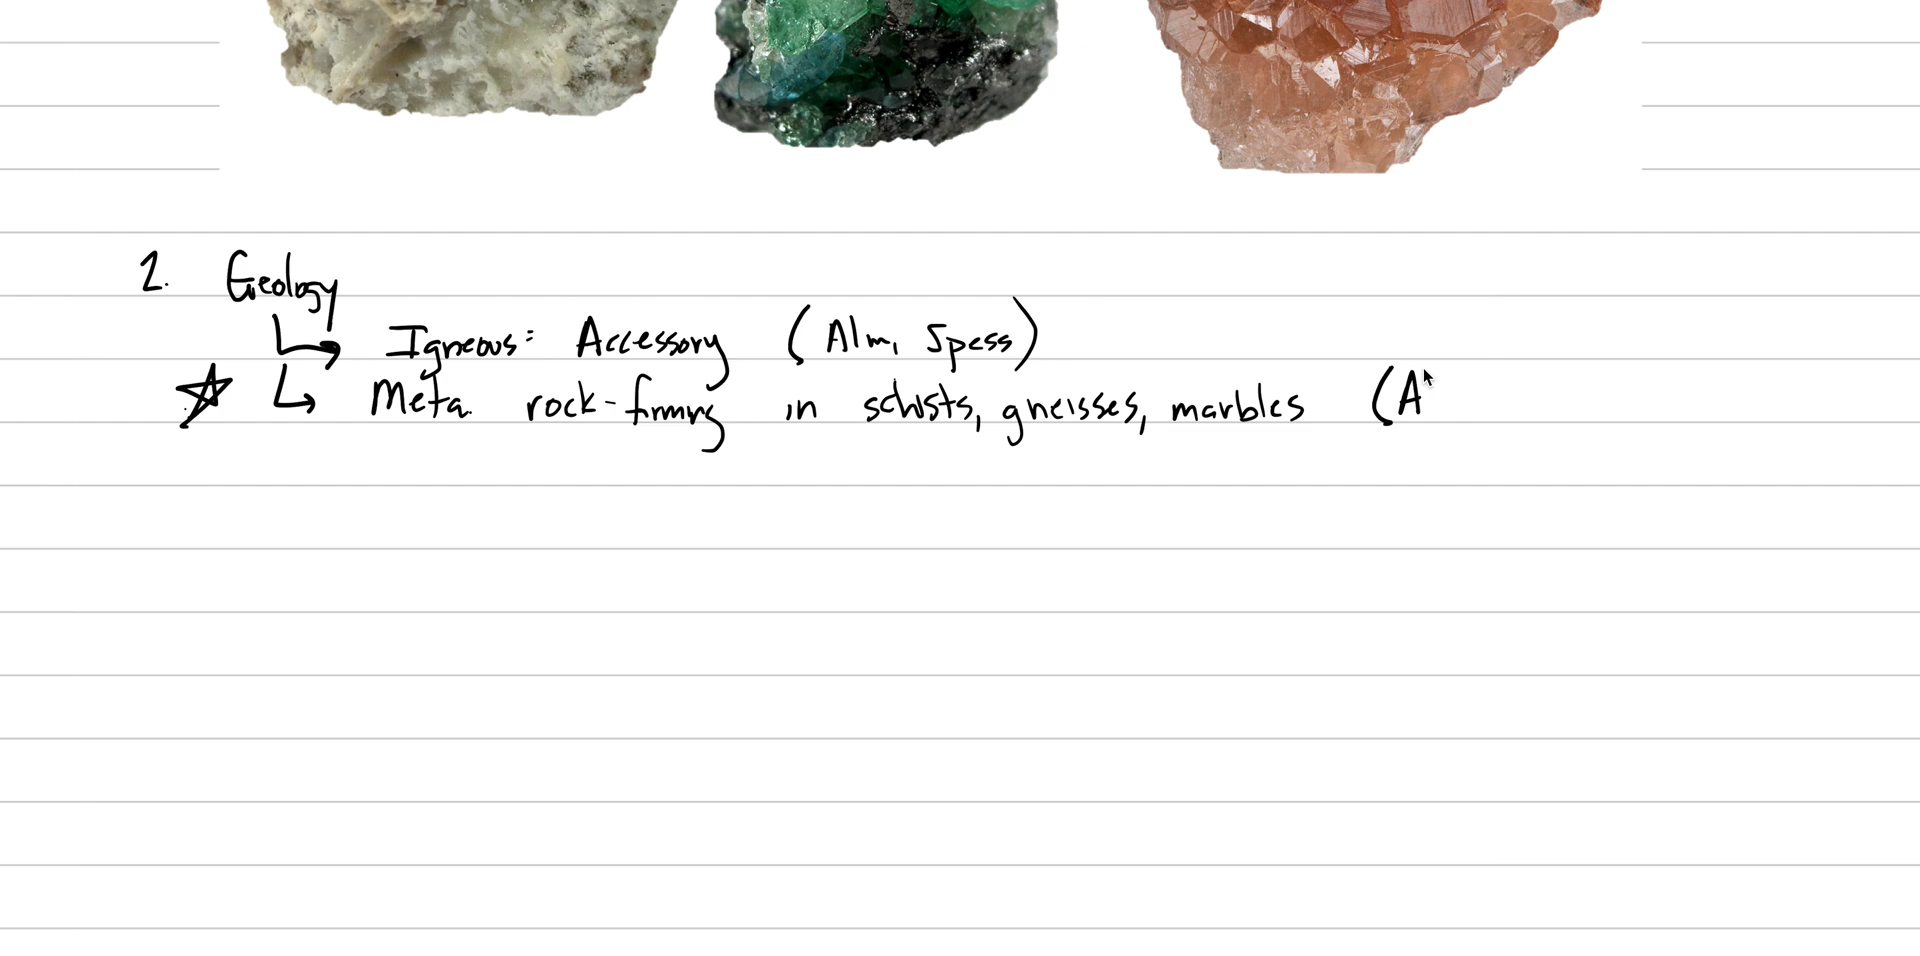 2. Geology
↳ Igneous: Accessory (Alm, Spess)
☆ ↳ Meta. rock-forming in schists, gneisses, marbles (A